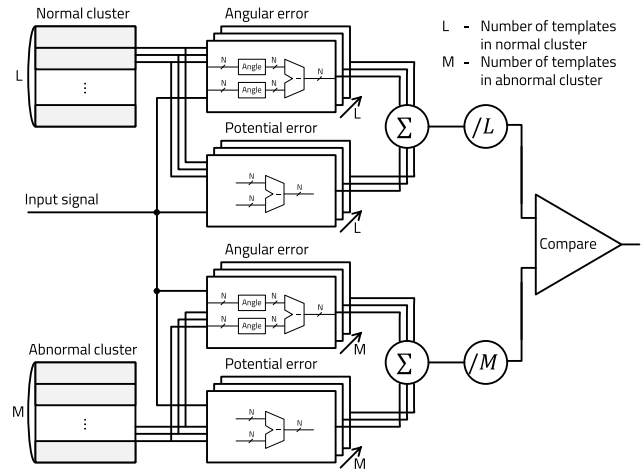 Normal cluster
L
⋮
Angular error
N
Angle
N
N
Angle
N
−
N
L
Potential error
N
N
−
N
L
Σ
/L
L - Number of templates
in normal cluster
M - Number of templates
in abnormal cluster
Input signal
Compare
Angular error
N
Angle
N
N
Angle
N
−
N
M
Abnormal cluster
M
⋮
Potential error
N
N
−
N
M
Σ
/M